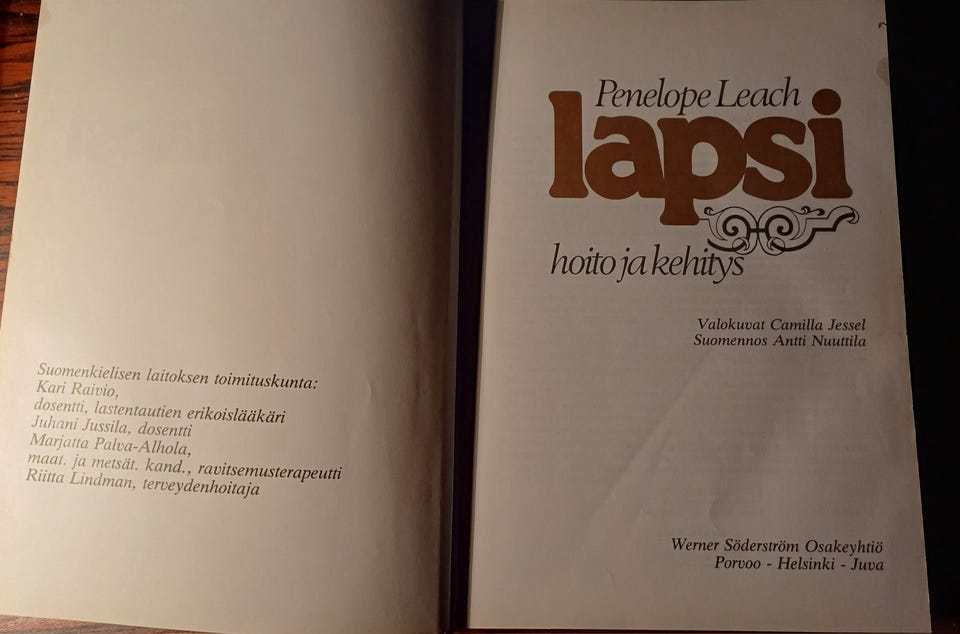 Suomenkielisen laitoksen toimituskunta:
Kari Raivio,
dosentti, lastentautien erikoislääkäri
Juhani Jussila, dosentti
Marjatta Palva-Alhola,
maat. ja metsät. kand., ravitsemusterapeutti
Riitta Lindman, terveydenhoitaja
Penelope Leach
lapsi
hoito ja kehitys
Valokuvat Camilla Jessel
Suomennos Antti Nuuttila
Werner Söderström Osakeyhtiö
Porvoo - Helsinki - Juva